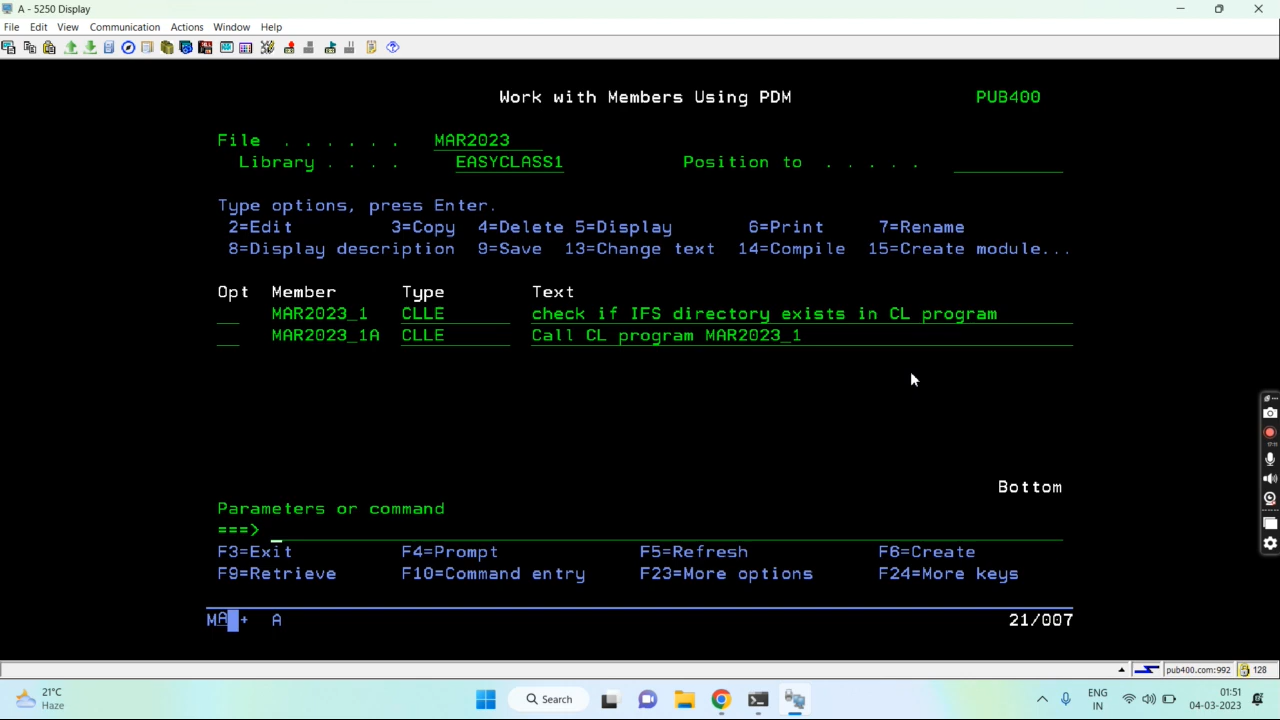 A - 5250 Display
File Edit View Communication Actions Window Help
Work with Members Using PDM PUB400
File . . . . . . MAR2023
Library . . . . EASYCLASS1 Position to . . . . .
Type options, press Enter.
2=Edit 3=Copy 4=Delete 5=Display 6=Print 7=Rename
8=Display description 9=Save 13=Change text 14=Compile 15=Create module...
Opt Member Type Text
MAR2023_1 CLLE check if IFS directory exists in CL program
MAR2023_1A CLLE Call CL program MAR2023_1
Bottom
Parameters or command
===>
F3=Exit F4=Prompt F5=Refresh F6=Create
F9=Retrieve F10=Command entry F23=More options F24=More keys
MA + A 21/007
pub400.com:992 128
21°C
Haze
Search
ENG
IN
01:51
04-03-2023